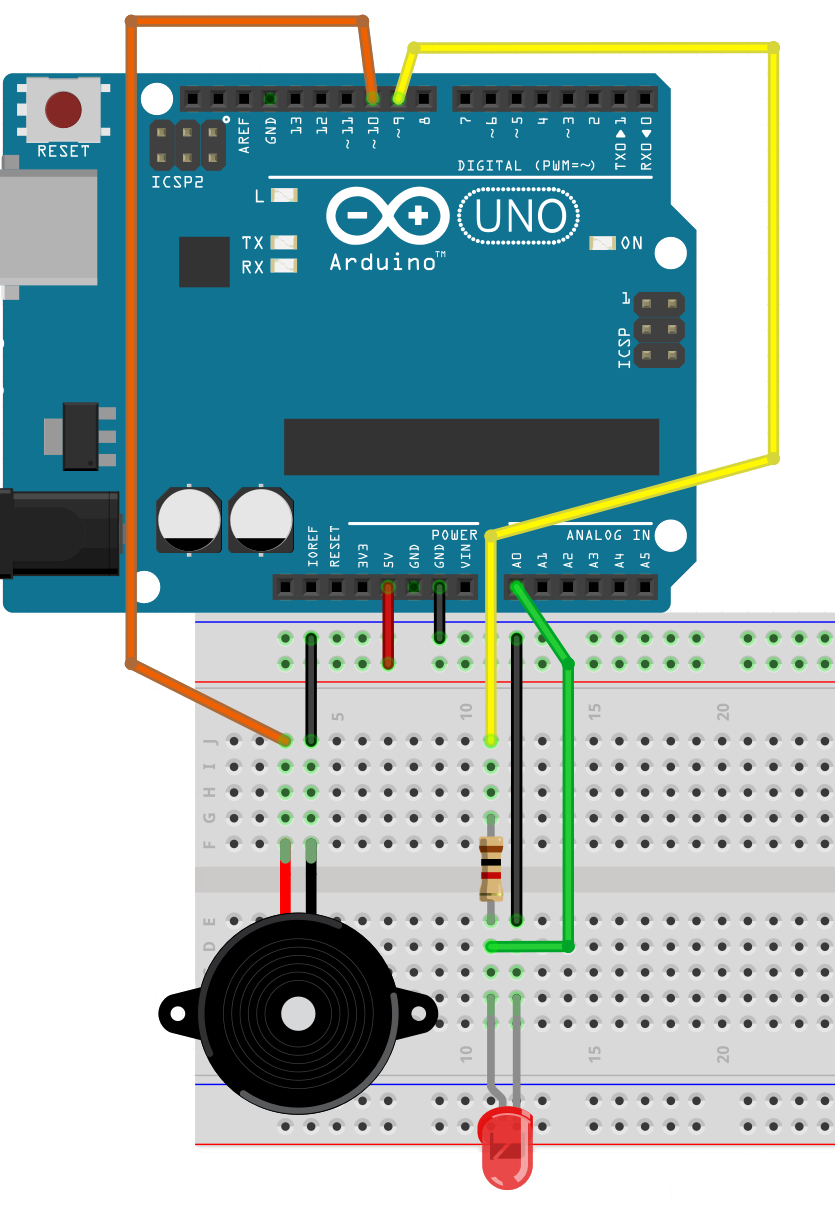 RESET
ICSP2
AREF
GND
13
12
~11
~10
~9
8
7
~6
~5
4
~3
2
TX0▶1
RX0◀0
DIGITAL (PWM=~)
L
TX
RX
UNO
Arduino™
ON
1
ICSP
POWER
ANALOG IN
IOREF
RESET
3V3
5V
GND
GND
VIN
A0
A1
A2
A3
A4
A5
5
10
15
20
J
I
H
G
F
E
D
10
15
20